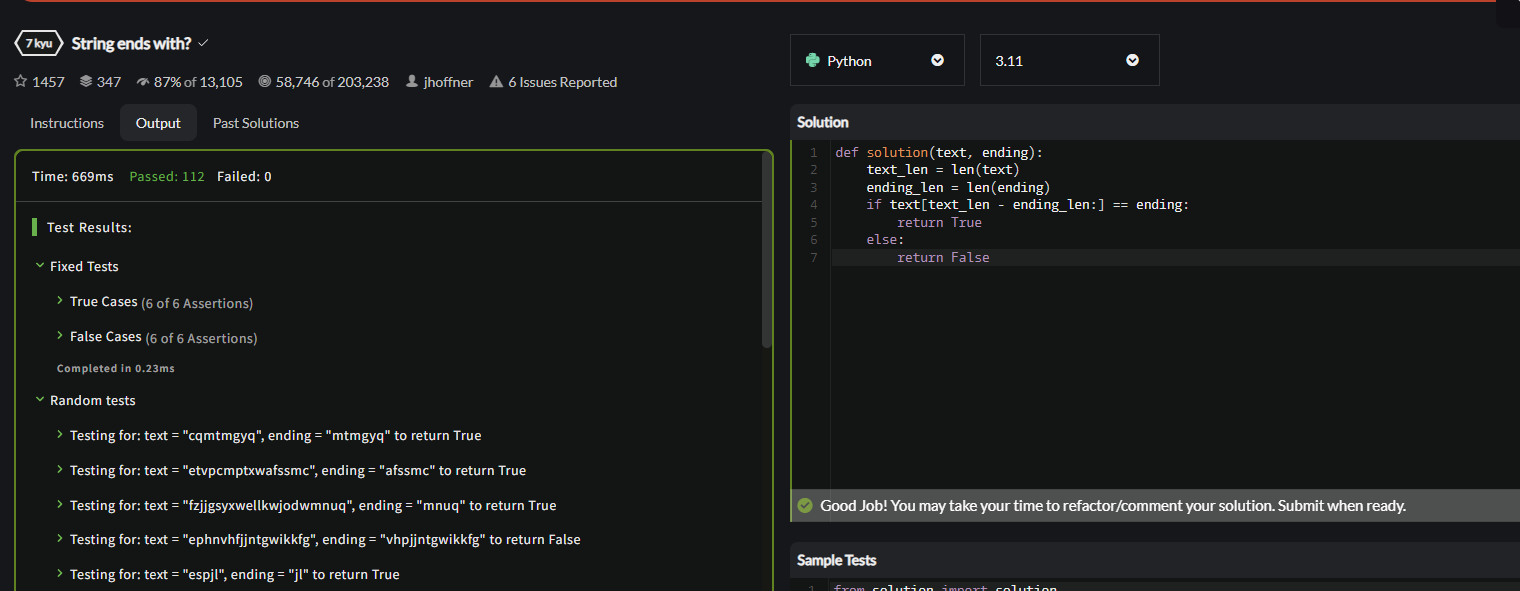 7 kyu String ends with?
1457 347 87% of 13,105 58,746 of 203,238 jhoffner 6 Issues Reported
Instructions Output Past Solutions
Time: 669ms Passed: 112 Failed: 0
Test Results:
Fixed Tests
True Cases (6 of 6 Assertions)
False Cases (6 of 6 Assertions)
Completed in 0.23ms
Random tests
Testing for: text = "cqmtmgyq", ending = "mtmgyq" to return True
Testing for: text = "etvpcmptxwafssmc", ending = "afssmc" to return True
Testing for: text = "fzjjgsyxwellkwjodwmnuq", ending = "mnuq" to return True
Testing for: text = "ephnvhfjjntgwikkfg", ending = "vhpjjntgwikkfg" to return False
Testing for: text = "espjl", ending = "jl" to return True
Python 3.11
Solution
1 def solution(text, ending):
2     text_len = len(text)
3     ending_len = len(ending)
4     if text[text_len - ending_len:] == ending:
5         return True
6     else:
7         return False
Good Job! You may take your time to refactor/comment your solution. Submit when ready.
Sample Tests
1 from solution import solution